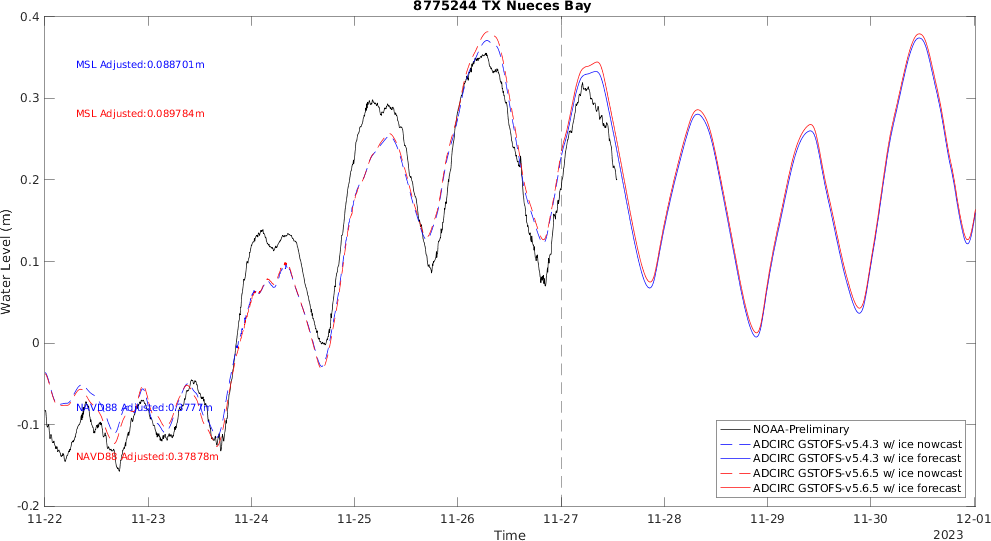 8775244 TX Nueces Bay
Water Level (m)
0.4
0.3
0.2
0.1
0
-0.1
-0.2
MSL Adjusted:0.088701m
MSL Adjusted:0.089784m
NAVD88 Adjusted:0.3777m
NAVD88 Adjusted:0.37878m
NOAA-Preliminary
ADCIRC GSTOFS-v5.4.3 w/ ice nowcast
ADCIRC GSTOFS-v5.4.3 w/ ice forecast
ADCIRC GSTOFS-v5.6.5 w/ ice nowcast
ADCIRC GSTOFS-v5.6.5 w/ ice forecast
11-22 11-23 11-24 11-25 11-26 11-27 11-28 11-29 11-30 12-01
Time
2023